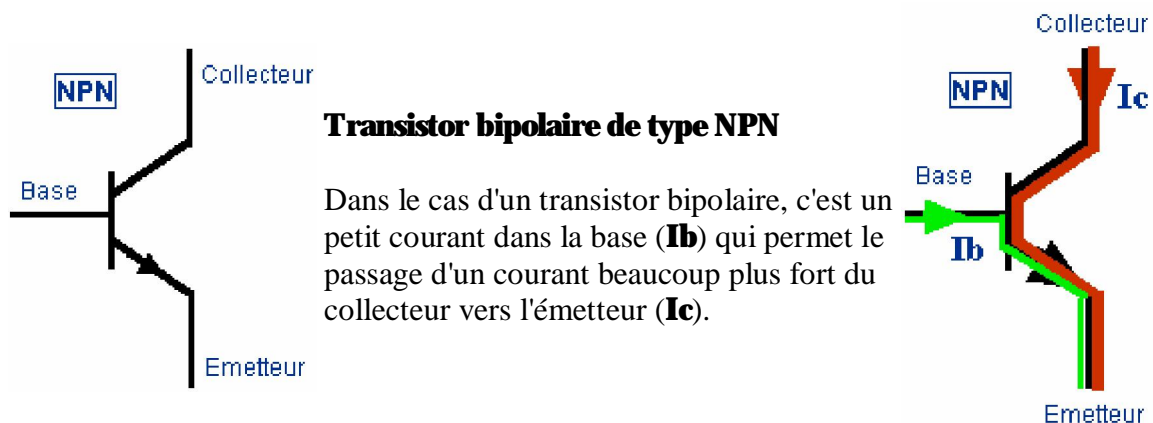 Collecteur
NPN
Base
Emetteur
Transistor bipolaire de type NPN
Dans le cas d'un transistor bipolaire, c'est un
petit courant dans la base (Ib) qui permet le
passage d'un courant beaucoup plus fort du
collecteur vers l'émetteur (Ic).
Collecteur
NPN
Ic
Base
Ib
Emetteur